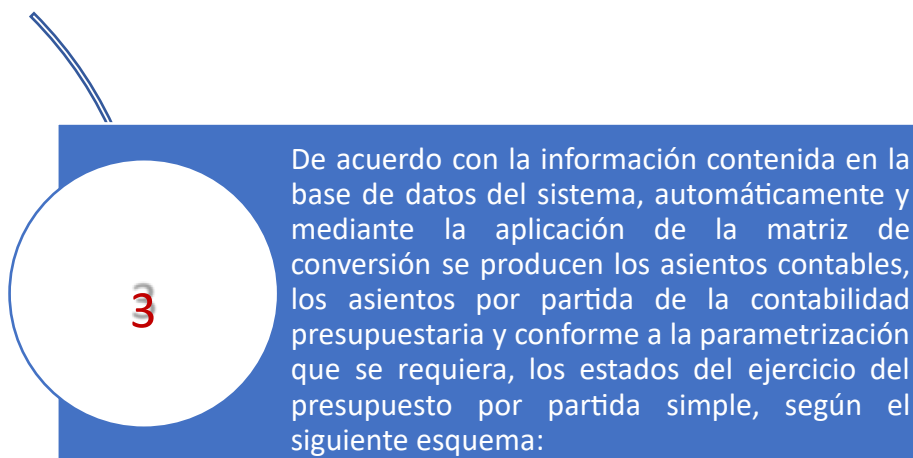 3
De acuerdo con la información contenida en la
base de datos del sistema, automáticamente y
mediante la aplicación de la matriz de
conversión se producen los asientos contables,
los asientos por partida de la contabilidad
presupuestaria y conforme a la parametrización
que se requiera, los estados del ejercicio del
presupuesto por partida simple, según el
siguiente esquema: